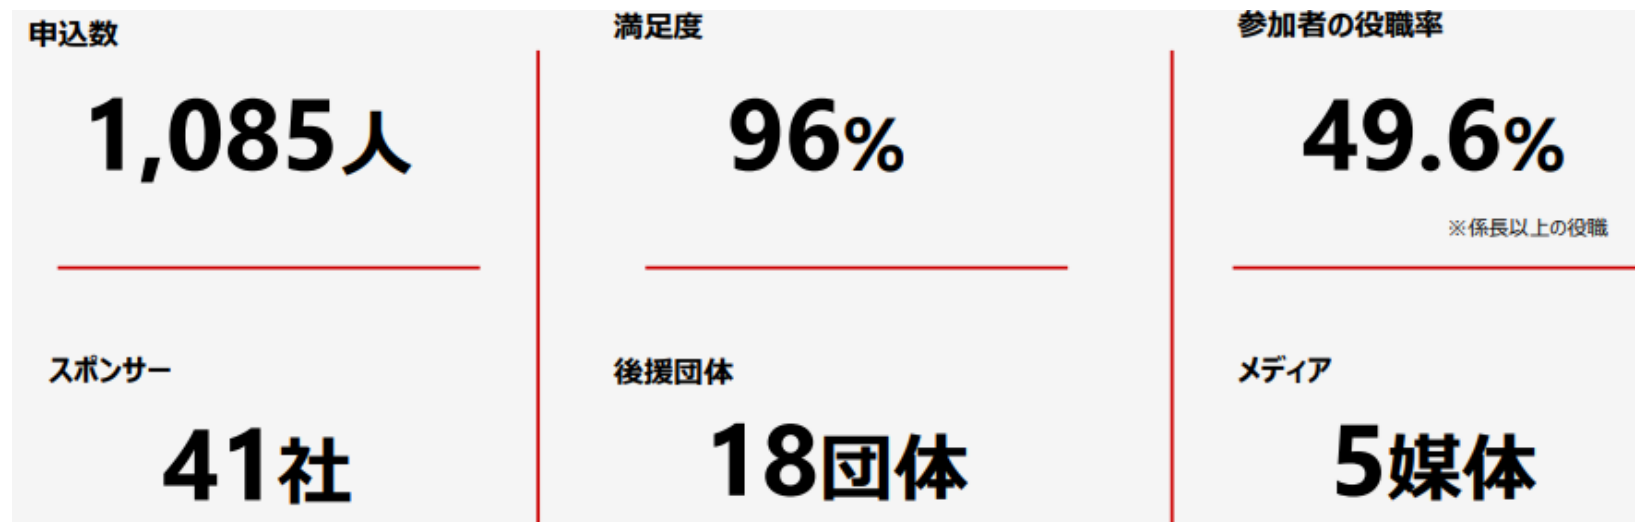 申込数
1,085人
満足度
96%
参加者の役職率
49.6%
※係長以上の役職
スポンサー
41社
後援団体
18団体
メディア
5媒体